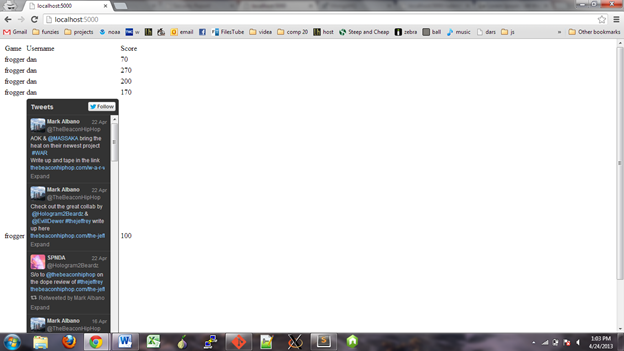 localhost:5000
localhost:5000
Gmail funzies projects noaa w email FilesTube videa comp 20 host Steep and Cheap zebra ball music dars js » Other bookmarks
Game Username Score
frogger dan 70
frogger dan 270
frogger dan 200
frogger dan 170
Tweets Follow
Mark Albano 22 Apr
@TheBeaconHipHop
AOK & @MASSAKA bring the
heat on their newest project
#WAR
Write up and tape in the link
thebeaconhiphop.com/w-a-r-s
Expand
Mark Albano 22 Apr
@TheBeaconHipHop
Check out the great collab by
@Hologram2Beardz &
@EvilliDewer #thejeffrey write
up here
thebeaconhiphop.com/the-jeff
Expand
frogger 100
SPNDA 22 Apr
@Hologram2Beardz
S/o to @thebeaconhiphop on
the dope review of #thejeffrey
thebeaconhiphop.com/the-jeff
Retweeted by Mark Albano
Expand
Mark Albano 16 Apr
@TheBeaconHipHop
1:03 PM
4/24/2013